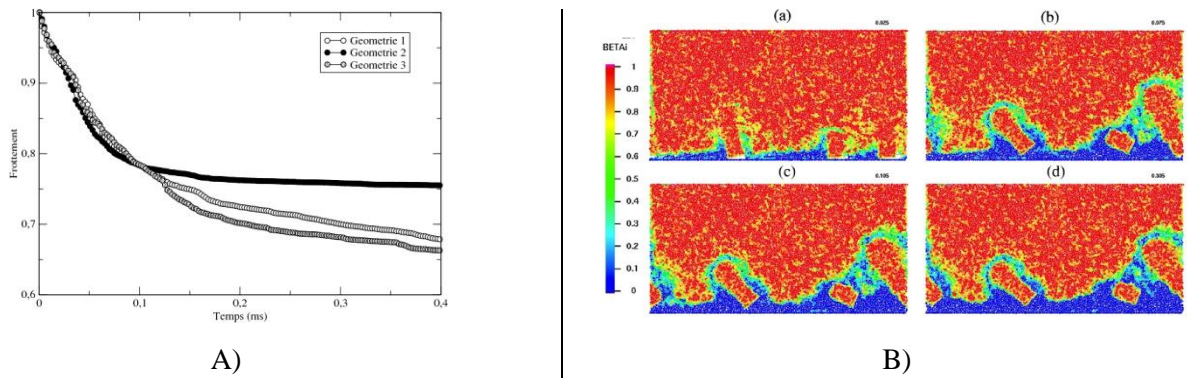 1
0,9
0,8
0,7
0,6
Frottement
0
0,1
0,2
0,3
0,4
Temps (ms)
Geometrie 1
Geometrie 2
Geometrie 3
A)
BETAi
1
0.9
0.8
0.7
0.6
0.5
0.4
0.3
0.2
0.1
0
(a)
0.025
(b)
0.075
(c)
0.105
(d)
B)